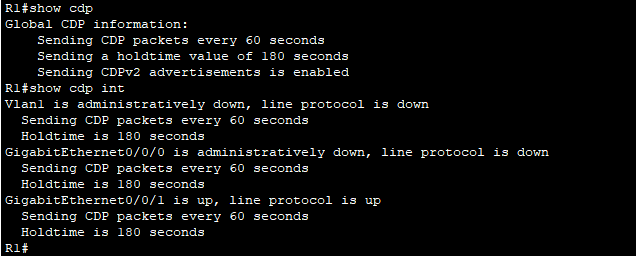 R1#show cdp
Global CDP information:
    Sending CDP packets every 60 seconds
    Sending a holdtime value of 180 seconds
    Sending CDPv2 advertisements is enabled
R1#show cdp int
Vlan1 is administratively down, line protocol is down
  Sending CDP packets every 60 seconds
  Holdtime is 180 seconds
GigabitEthernet0/0/0 is administratively down, line protocol is down
  Sending CDP packets every 60 seconds
  Holdtime is 180 seconds
GigabitEthernet0/0/1 is up, line protocol is up
  Sending CDP packets every 60 seconds
  Holdtime is 180 seconds
R1#